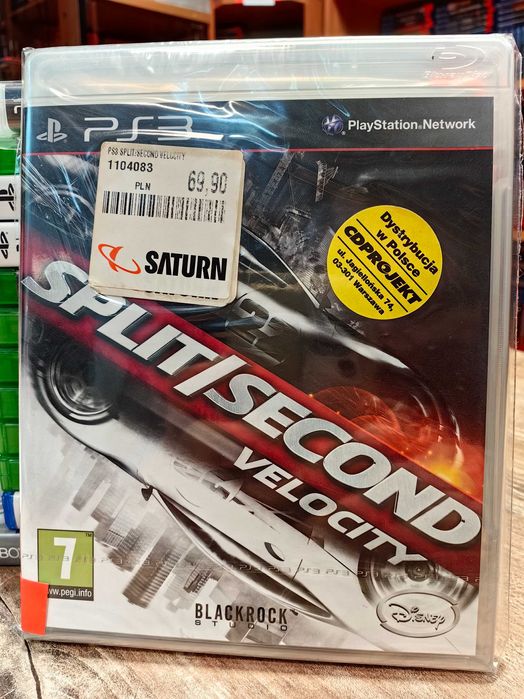 PS3
PlayStation®Network
PS3 SPLIT/SECOND VELOCITY
1104083
PLN
69,90
SATURN
Dystrybucja
w Polsce
CDPROJEKT
ul. Jagiellońska 74,
03-301 Warszawa
SPLIT/SECOND
VELOCITY
7
www.pegi.info
BLACKROCK
STUDIO
Disney